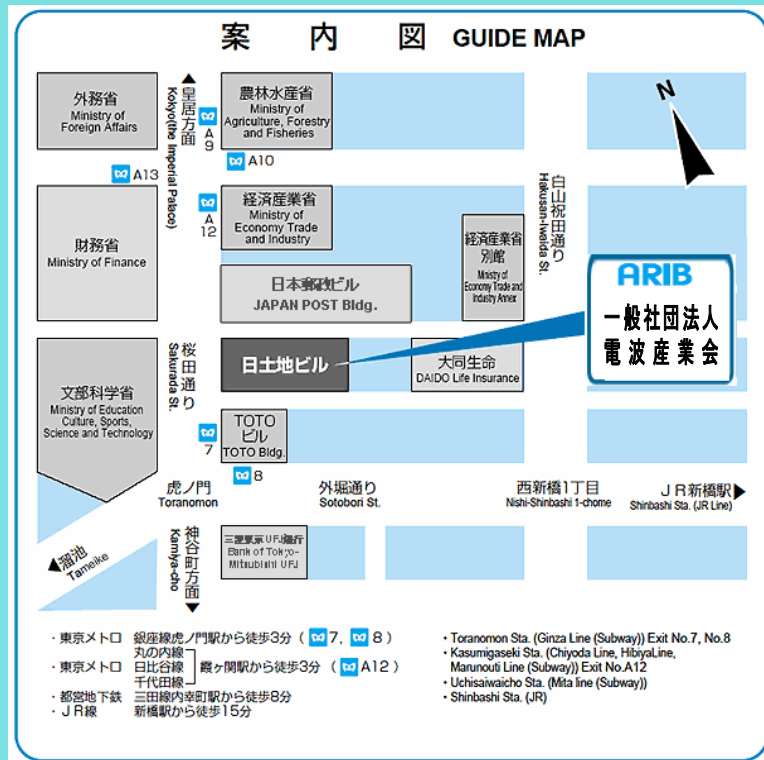 案 内 図 GUIDE MAP
外務省
Ministry of
Foreign Affairs
▲皇居方面
Kokyo(the Imperial Palace)
A9
農林水産省
Ministry of
Agriculture, Forestry
and Fisheries
A10
N
A13
財務省
Ministry of Finance
A12
経済産業省
Ministry of
Economy Trade
and Industry
経済産業省
別館
Ministry of
Economy Trade and
Industry Annex
白山祝田通り
Hakusan-Iwaida St.
日本郵政ビル
JAPAN POST Bldg.
ARIB
一般社団法人
電波産業会
文部科学省
Ministry of Education
Culture, Sports,
Science and Technology
桜田通り
Sakurada St.
日土地ビル
大同生命
DAIDO Life Insurance
7
TOTO
ビル
TOTO Bldg.
8
虎ノ門
Toranomon
外堀通り
Sotobori St.
西新橋1丁目
Nishi-Shinbashi 1-chome
JR新橋駅▶
Shinbashi Sta. (JR Line)
◀溜池
Tameike
神谷町方面▼
Kamiya-cho
三菱東京UFJ銀行
Bank of Tokyo-
Mitsubishi UFJ
・東京メトロ 銀座線虎ノ門駅から徒歩3分 ( 7, 8 )
丸の内線
・東京メトロ 日比谷線 霞ヶ関駅から徒歩3分 ( A12 )
千代田線
・都営地下鉄 三田線内幸町駅から徒歩8分
・JR線 新橋駅から徒歩15分
・Toranomon Sta. (Ginza Line (Subway)) Exit No.7, No.8
・Kasumigaseki Sta. (Chiyoda Line, HibiyaLine,
Marunouti Line (Subway)) Exit No.A12
・Uchisaiwaicho Sta. (Mita line (Subway))
・Shinbashi Sta. (JR)